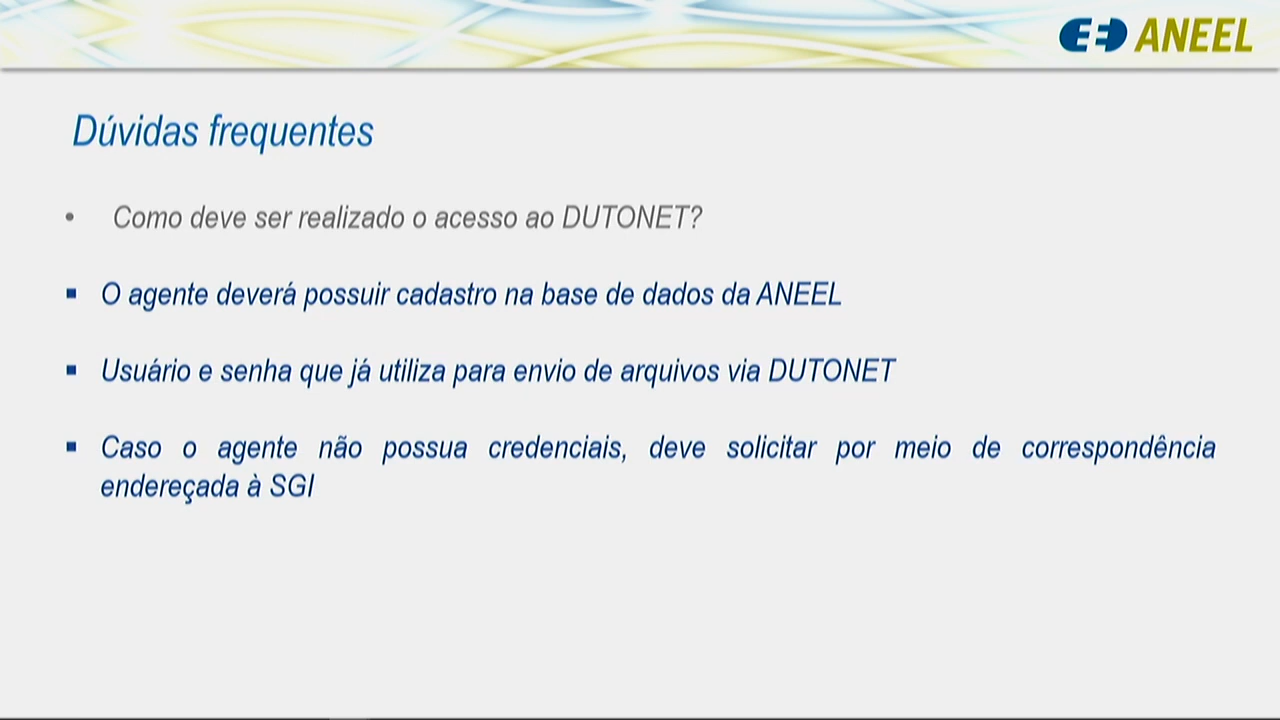 ANEEL
Dúvidas frequentes
• Como deve ser realizado o acesso ao DUTONET?
▪ O agente deverá possuir cadastro na base de dados da ANEEL
▪ Usuário e senha que já utiliza para envio de arquivos via DUTONET
▪ Caso o agente não possua credenciais, deve solicitar por meio de correspondência
endereçada à SGI